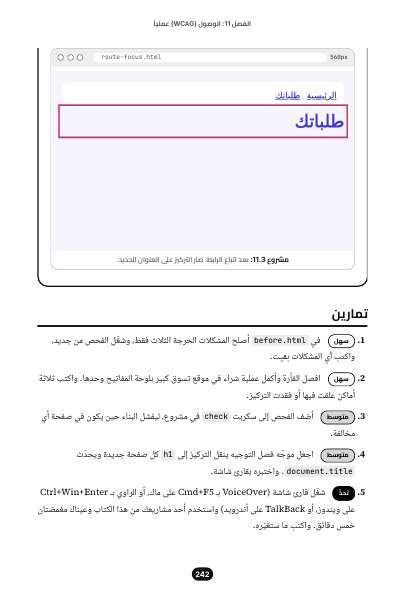 الفصل 11: الوصول (WCAG) عملياً
route-focus.html
560px
الرئيسية طلباتك
طلباتك
مشروع 11.3: بعد اتباع الرابط، صار التركيز على العنوان الجديد.
تمارين
1. سهل في before.html أصلح المشكلات الحرجة الثلاث فقط، وشغّل الفحص من جديد،
واكتب أي المشكلات بقيت.
2. سهل افصل الفأرة وأكمل عملية شراء في موقع تسوق كبير بلوحة المفاتيح وحدها. واكتب ثلاثة
أماكن علقت فيها أو فقدت التركيز.
3. متوسط أضف الفحص إلى سكربت check في مشروع، ليفشل البناء حين يكون في صفحة أي
مخالفة.
4. متوسط اجعل موجّه فصل التوجيه ينقل التركيز إلى h1 كل صفحة جديدة ويحدّث
document.title. واختبره بقارئ شاشة.
5. تحدٍّ شغّل قارئ شاشة (VoiceOver بـ Cmd+F5 على ماك، أو الراوي بـ Ctrl+Win+Enter
على ويندوز، أو TalkBack على أندرويد) واستخدم أحد مشاريعك من هذا الكتاب وعيناك مغمضتان
خمس دقائق. واكتب ما ستغيّره.
242